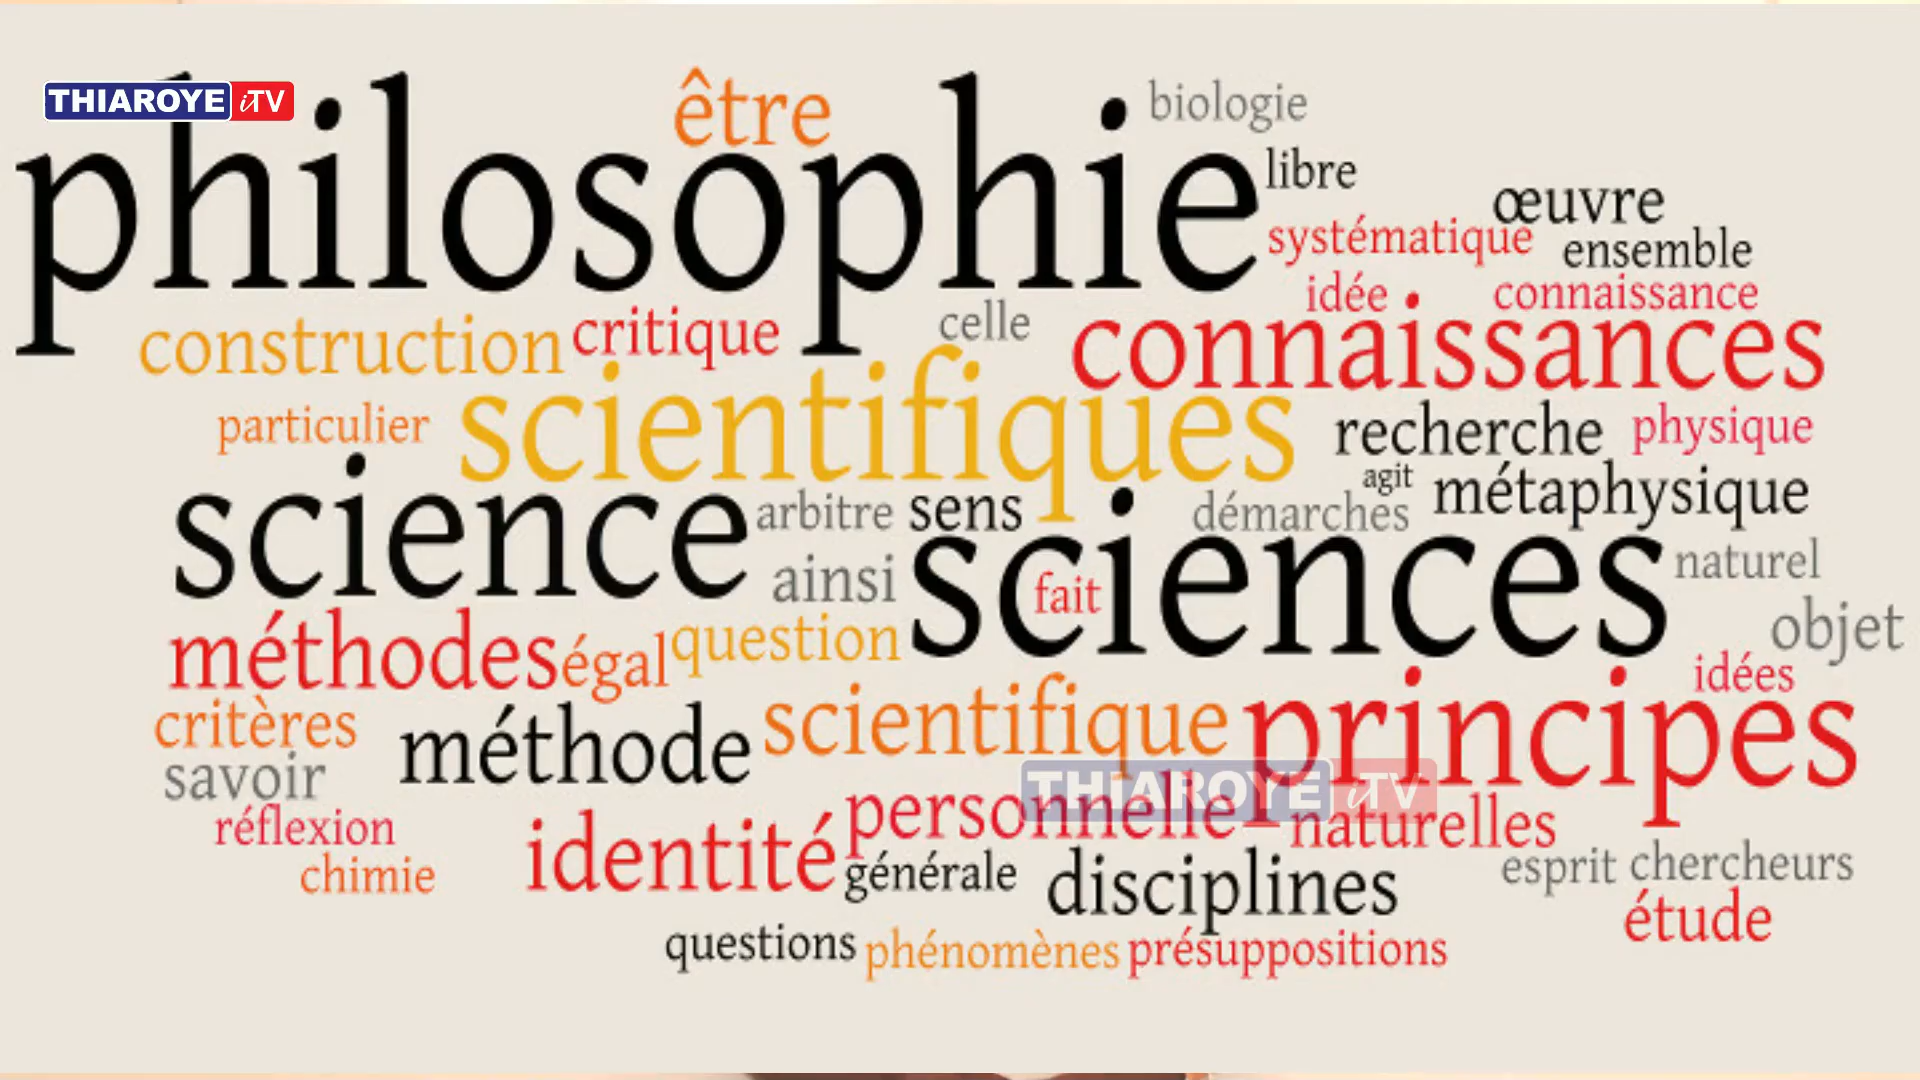 THIAROYE iTV
être
biologie
philosophie
libre
œuvre
systématique
ensemble
idée
connaissance
construction
critique
celle
connaissances
particulier
scientifiques
recherche
physique
agit
métaphysique
science
arbitre
sens
démarches
ainsi
sciences
fait
naturel
méthodes
égal
question
objet
idées
critères
méthode
scientifique
principes
savoir
THIAROYE iTV
réflexion
identité
personnelle
naturelles
chimie
générale
disciplines
esprit
chercheurs
étude
questions
phénomènes
présuppositions